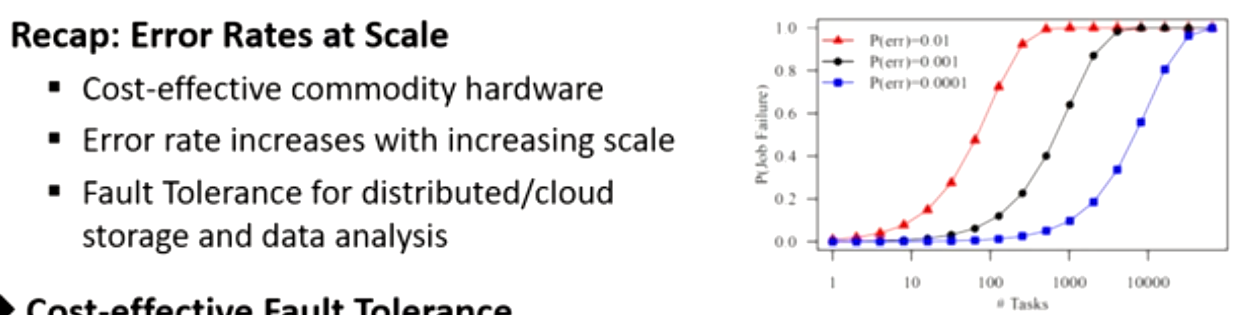 Recap: Error Rates at Scale
▪ Cost-effective commodity hardware
▪ Error rate increases with increasing scale
▪ Fault Tolerance for distributed/cloud
storage and data analysis
Cost-effective Fault Tolerance
P(Job Failure)
1.0
0.8
0.6
0.4
0.2
0.0
P(err)=0.01
P(err)=0.001
P(err)=0.0001
1 10 100 1000 10000
# Tasks